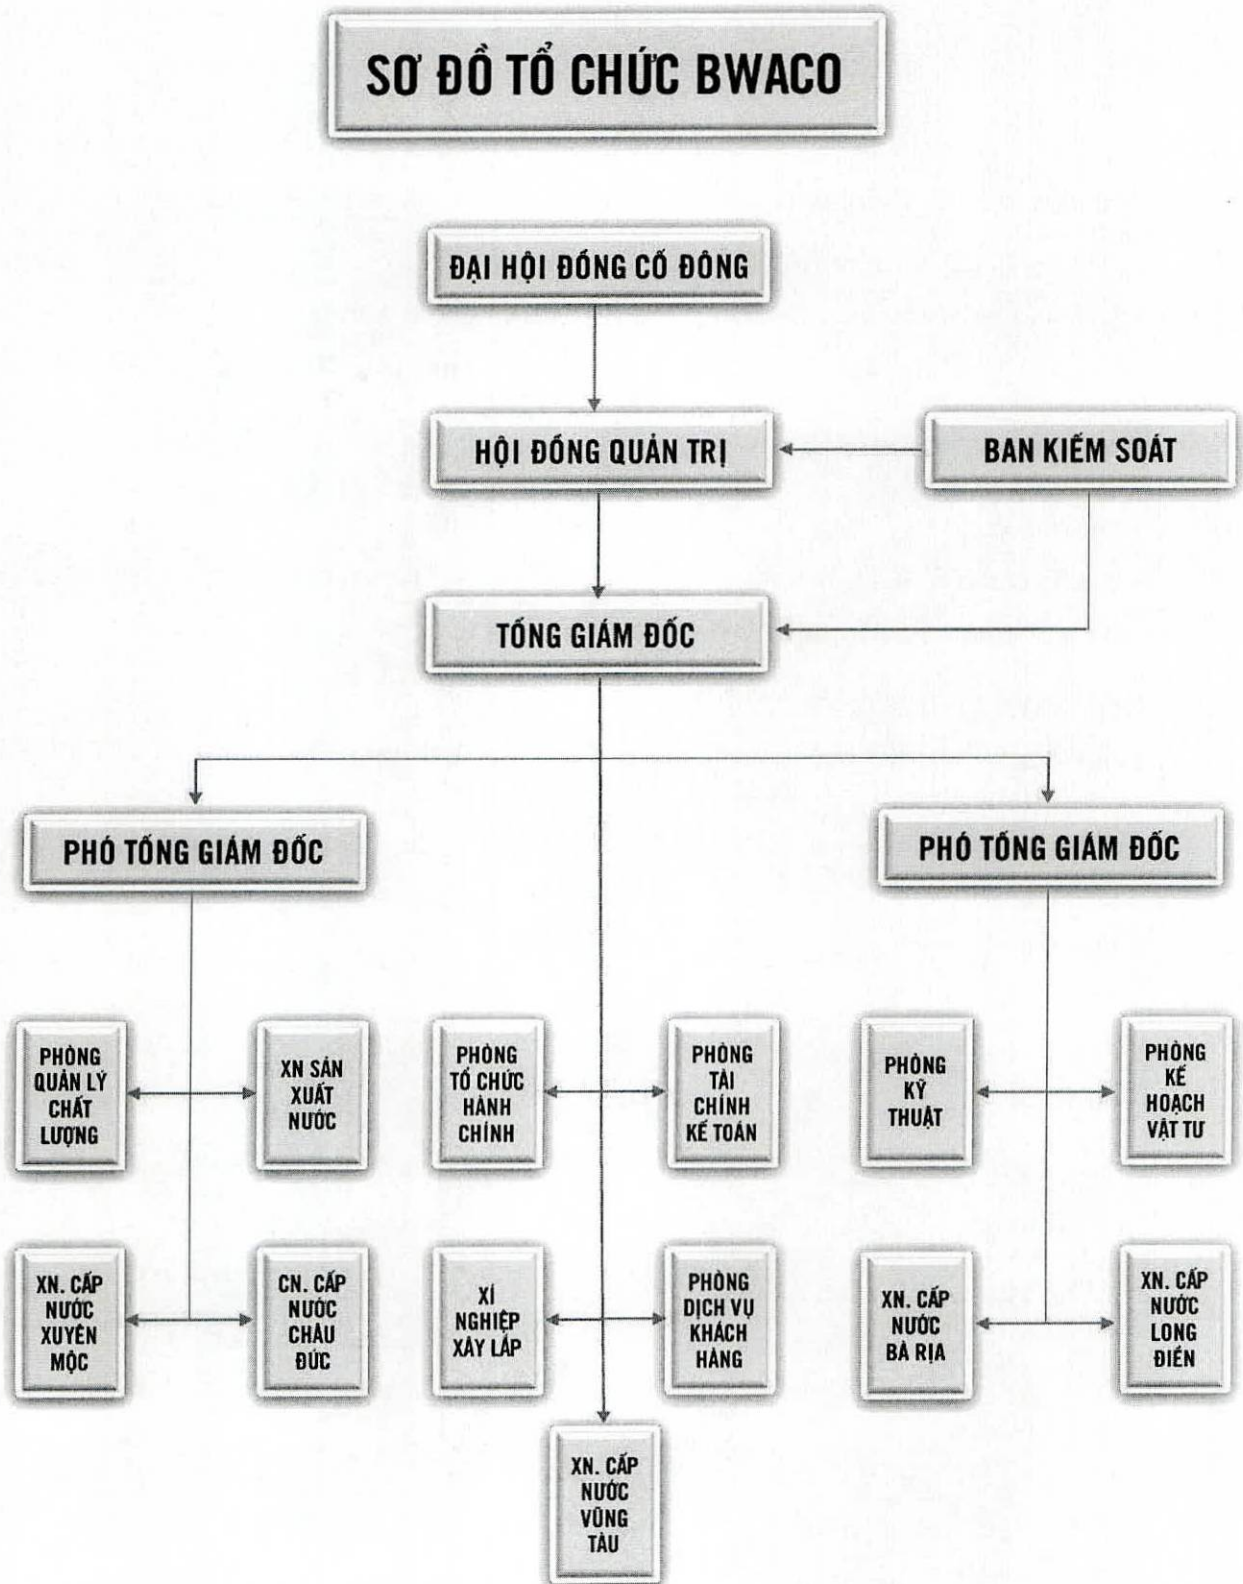 SƠ ĐỒ TỔ CHỨC BWACO
ĐẠI HỘI ĐỒNG CỔ ĐÔNG
HỘI ĐỒNG QUẢN TRỊ
BAN KIỂM SOÁT
TỔNG GIÁM ĐỐC
PHÓ TỔNG GIÁM ĐỐC
PHÓ TỔNG GIÁM ĐỐC
PHÒNG
QUẢN LÝ
CHẤT
LƯỢNG
XN SẢN
XUẤT
NƯỚC
PHÒNG
TỔ CHỨC
HÀNH
CHÍNH
PHÒNG
TÀI
CHÍNH
KẾ TOÁN
PHÒNG
KỸ
THUẬT
PHÒNG
KẾ
HOẠCH
VẬT TƯ
XN. CẤP
NƯỚC
XUYÊN
MỘC
CN. CẤP
NƯỚC
CHÂU
ĐỨC
XÍ
NGHIỆP
XÂY LẮP
PHÒNG
DỊCH VỤ
KHÁCH
HÀNG
XN. CẤP
NƯỚC
BÀ RỊA
XN. CẤP
NƯỚC
LONG
ĐIỀN
XN. CẤP
NƯỚC
VŨNG
TÀU